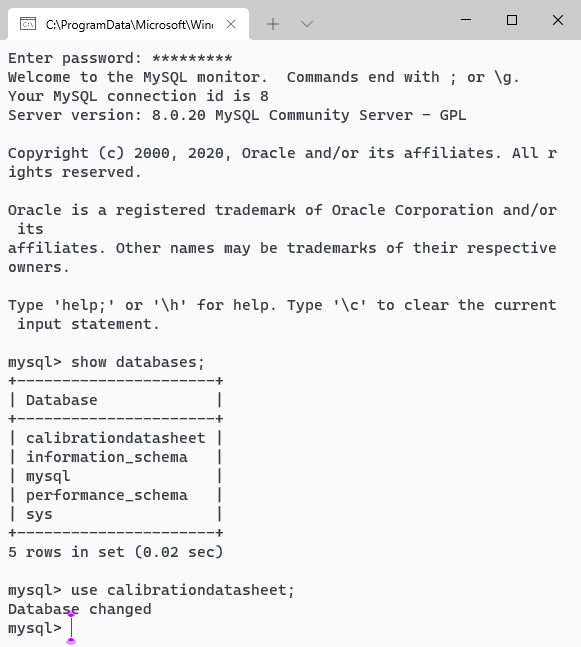 C:\ProgramData\Microsoft\Win
Enter password: *********
Welcome to the MySQL monitor.  Commands end with ; or \g.
Your MySQL connection id is 8
Server version: 8.0.20 MySQL Community Server - GPL
Copyright (c) 2000, 2020, Oracle and/or its affiliates. All r
ights reserved.
Oracle is a registered trademark of Oracle Corporation and/or
 its
affiliates. Other names may be trademarks of their respective
owners.
Type 'help;' or '\h' for help. Type '\c' to clear the current
 input statement.
mysql> show databases;
+----------------------+
| Database             |
+----------------------+
| calibrationdatasheet |
| information_schema   |
| mysql                |
| performance_schema   |
| sys                  |
+----------------------+
5 rows in set (0.02 sec)
mysql> use calibrationdatasheet;
Database changed
mysql>